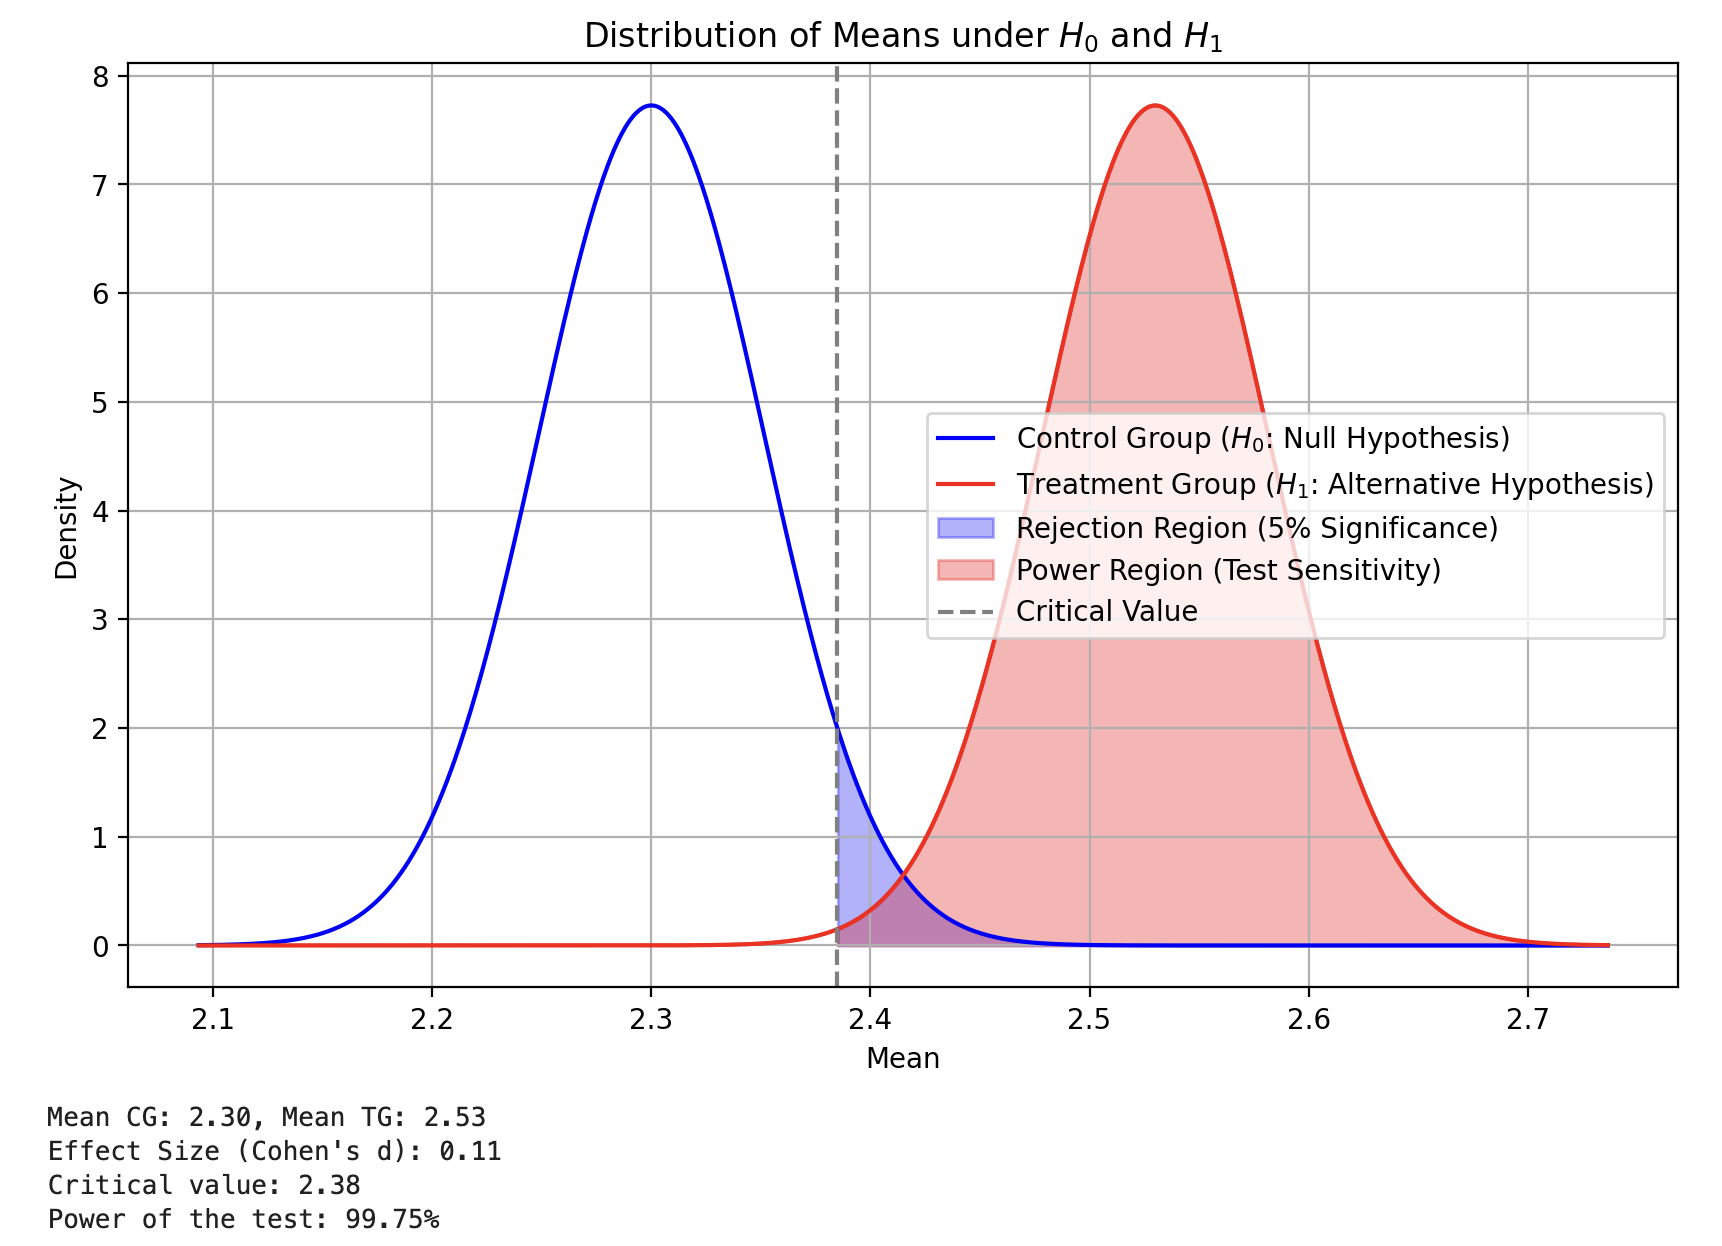 Distribution of Means under H₀ and H₁
8
7
6
5
4
3
2
1
0
Density
Control Group (H₀: Null Hypothesis)
Treatment Group (H₁: Alternative Hypothesis)
Rejection Region (5% Significance)
Power Region (Test Sensitivity)
Critical Value
2.1 2.2 2.3 2.4 2.5 2.6 2.7
Mean
Mean CG: 2.30, Mean TG: 2.53
Effect Size (Cohen's d): 0.11
Critical value: 2.38
Power of the test: 99.75%